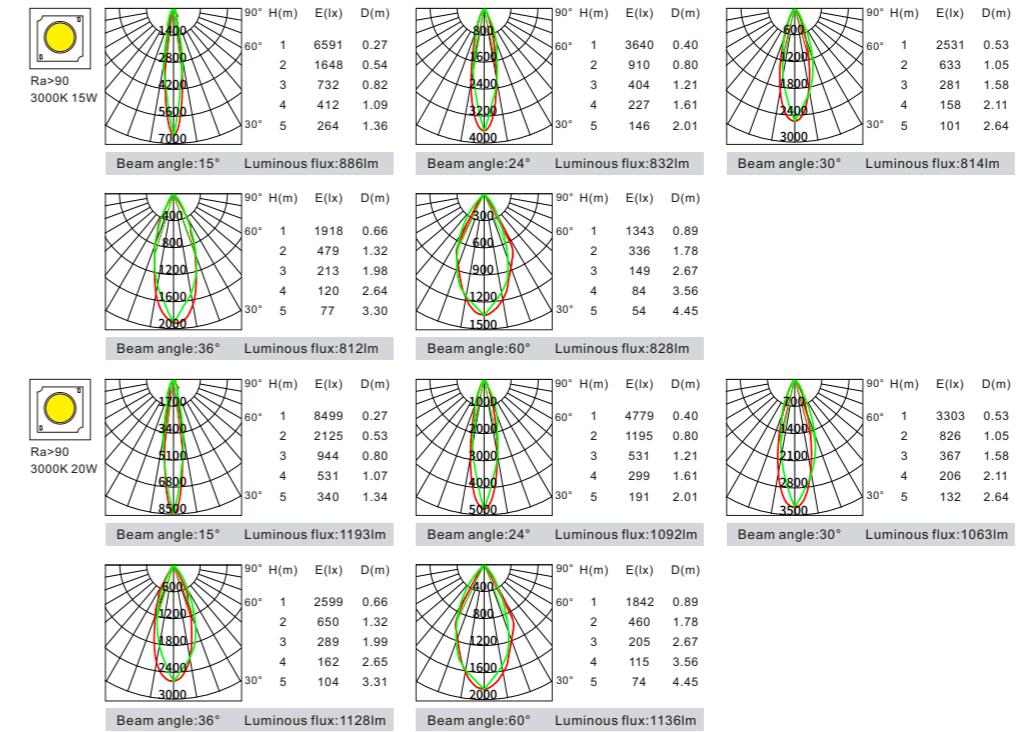 Ra>90
3000K 15W
1400
2800
4200
5600
7000
90° H(m) E(lx) D(m)
60° 1 6591 0.27
2 1648 0.54
3 732 0.82
4 412 1.09
30° 5 264 1.36
Beam angle:15° Luminous flux:886lm
800
1600
2400
3200
4000
90° H(m) E(lx) D(m)
60° 1 3640 0.40
2 910 0.80
3 404 1.21
4 227 1.61
30° 5 146 2.01
Beam angle:24° Luminous flux:832lm
600
1200
1800
2400
3000
90° H(m) E(lx) D(m)
60° 1 2531 0.53
2 633 1.05
3 281 1.58
4 158 2.11
30° 5 101 2.64
Beam angle:30° Luminous flux:814lm
400
800
1200
1600
2000
90° H(m) E(lx) D(m)
60° 1 1918 0.66
2 479 1.32
3 213 1.98
4 120 2.64
30° 5 77 3.30
Beam angle:36° Luminous flux:812lm
300
600
900
1200
1500
90° H(m) E(lx) D(m)
60° 1 1343 0.89
2 336 1.78
3 149 2.67
4 84 3.56
30° 5 54 4.45
Beam angle:60° Luminous flux:828lm
Ra>90
3000K 20W
1700
3400
5100
6800
8500
90° H(m) E(lx) D(m)
60° 1 8499 0.27
2 2125 0.53
3 944 0.80
4 531 1.07
30° 5 340 1.34
Beam angle:15° Luminous flux:1193lm
1000
2000
3000
4000
5000
90° H(m) E(lx) D(m)
60° 1 4779 0.40
2 1195 0.80
3 531 1.21
4 299 1.61
30° 5 191 2.01
Beam angle:24° Luminous flux:1092lm
700
1400
2100
2800
3500
90° H(m) E(lx) D(m)
60° 1 3303 0.53
2 826 1.05
3 367 1.58
4 206 2.11
30° 5 132 2.64
Beam angle:30° Luminous flux:1063lm
600
1200
1800
2400
3000
90° H(m) E(lx) D(m)
60° 1 2599 0.66
2 650 1.32
3 289 1.99
4 162 2.65
30° 5 104 3.31
Beam angle:36° Luminous flux:1128lm
400
800
1200
1600
2000
90° H(m) E(lx) D(m)
60° 1 1842 0.89
2 460 1.78
3 205 2.67
4 115 3.56
30° 5 74 4.45
Beam angle:60° Luminous flux:1136lm